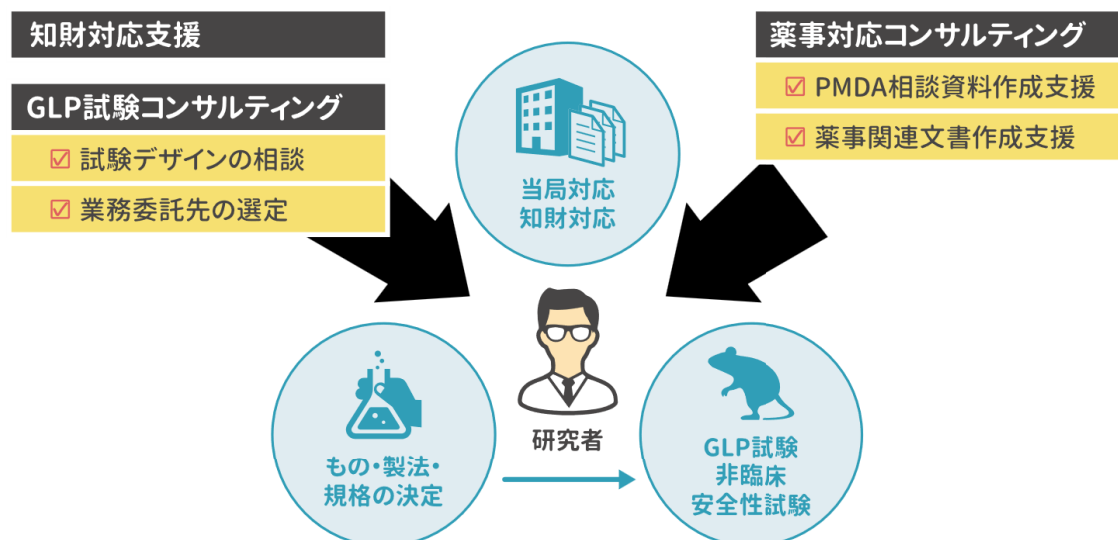 知財対応支援
GLP試験コンサルティング
試験デザインの相談
業務委託先の選定
薬事対応コンサルティング
PMDA相談資料作成支援
薬事関連文書作成支援
当局対応
知財対応
研究者
もの・製法・
規格の決定
GLP試験
非臨床
安全性試験